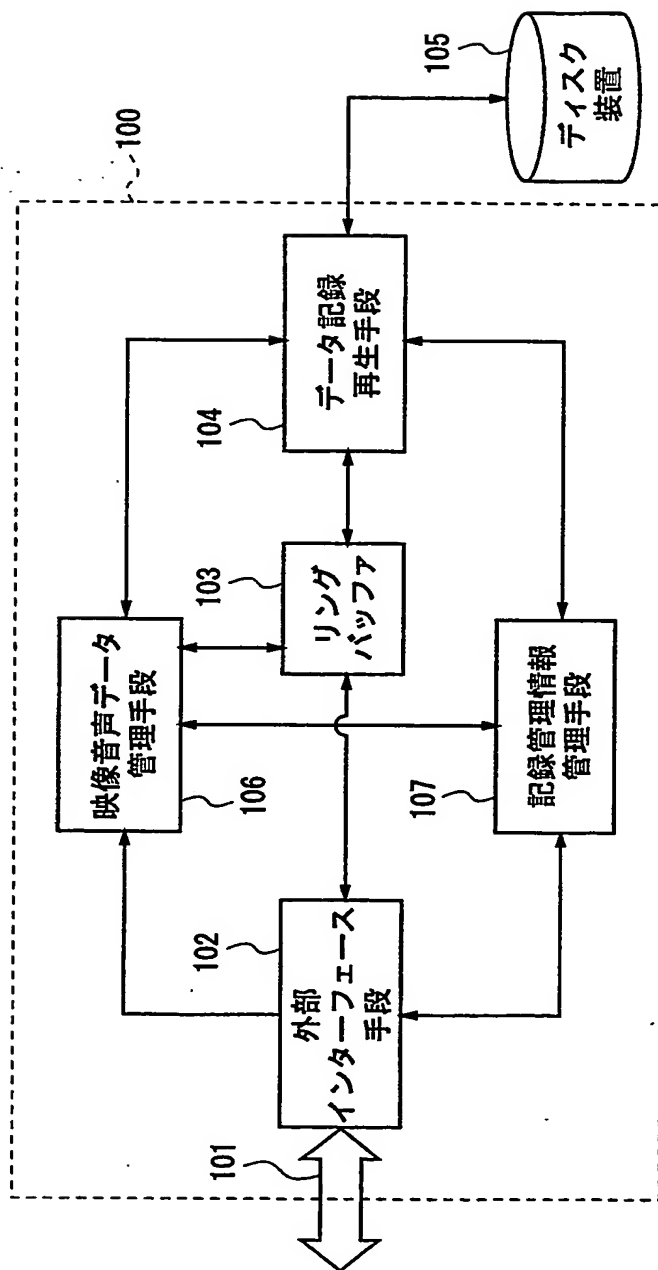 100
101
外部
インターフェース
手段
102
映像音声データ
管理手段
106
リング
バッファ
103
記録管理情報
管理手段
107
データ記録
再生手段
104
ディスク
装置
105